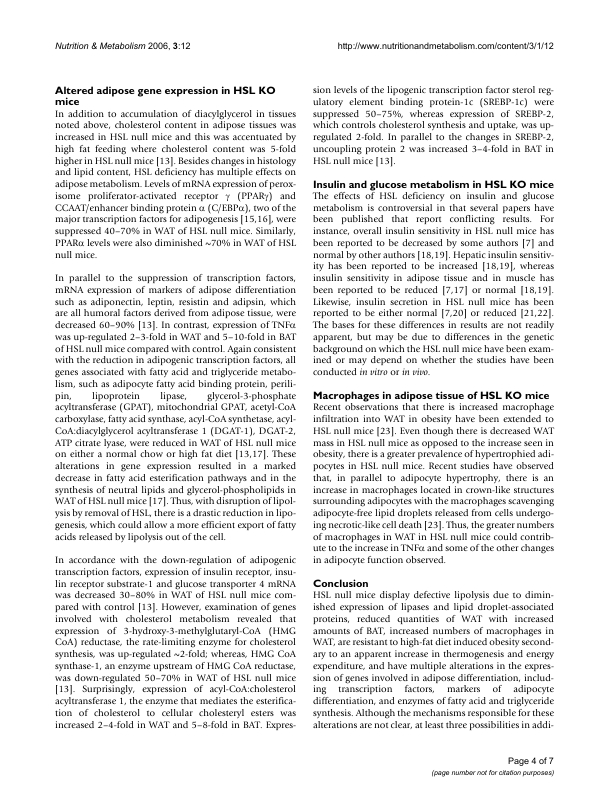 Nutrition & Metabolism 2006, 3:12
http://www.nutritionandmetabolism.com/content/3/1/12
Altered adipose gene expression in HSL KO
mice
In addition to accumulation of diacylglycerol in tissues
noted above, cholesterol content in adipose tissues was
increased in HSL null mice and this was accentuated by
high fat feeding where cholesterol content was 5-fold
higher in HSL null mice [13]. Besides changes in histology
and lipid content, HSL deficiency has multiple effects on
adipose metabolism. Levels of mRNA expression of perox-
isome proliferator-activated receptor γ (PPARγ) and
CCAAT/enhancer binding protein α (C/EBPα), two of the
major transcription factors for adipogenesis [15,16], were
suppressed 40–70% in WAT of HSL null mice. Similarly,
PPARα levels were also diminished ~70% in WAT of HSL
null mice.
In parallel to the suppression of transcription factors,
mRNA expression of markers of adipose differentiation
such as adiponectin, leptin, resistin and adipsin, which
are all humoral factors derived from adipose tissue, were
decreased 60–90% [13]. In contrast, expression of TNFα
was up-regulated 2–3-fold in WAT and 5–10-fold in BAT
of HSL null mice compared with control. Again consistent
with the reduction in adipogenic transcription factors, all
genes associated with fatty acid and triglyceride metabo-
lism, such as adipocyte fatty acid binding protein, perili-
pin, lipoprotein lipase, glycerol-3-phosphate
acyltransferase (GPAT), mitochondrial GPAT, acetyl-CoA
carboxylase, fatty acid synthase, acyl-CoA synthetase, acyl-
CoA:diacylglycerol acyltransferase 1 (DGAT-1), DGAT-2,
ATP citrate lyase, were reduced in WAT of HSL null mice
on either a normal chow or high fat diet [13,17]. These
alterations in gene expression resulted in a marked
decrease in fatty acid esterification pathways and in the
synthesis of neutral lipids and glycerol-phospholipids in
WAT of HSL null mice [17]. Thus, with disruption of lipol-
ysis by removal of HSL, there is a drastic reduction in lipo-
genesis, which could allow a more efficient export of fatty
acids released by lipolysis out of the cell.
In accordance with the down-regulation of adipogenic
transcription factors, expression of insulin receptor, insu-
lin receptor substrate-1 and glucose transporter 4 mRNA
was decreased 30–80% in WAT of HSL null mice com-
pared with control [13]. However, examination of genes
involved with cholesterol metabolism revealed that
expression of 3-hydroxy-3-methylglutaryl-CoA (HMG
CoA) reductase, the rate-limiting enzyme for cholesterol
synthesis, was up-regulated ~2-fold; whereas, HMG CoA
synthase-1, an enzyme upstream of HMG CoA reductase,
was down-regulated 50–70% in WAT of HSL null mice
[13]. Surprisingly, expression of acyl-CoA:cholesterol
acyltransferase 1, the enzyme that mediates the esterifica-
tion of cholesterol to cellular cholesteryl esters was
increased 2–4-fold in WAT and 5–8-fold in BAT. Expres-
sion levels of the lipogenic transcription factor sterol reg-
ulatory element binding protein-1c (SREBP-1c) were
suppressed 50–75%, whereas expression of SREBP-2,
which controls cholesterol synthesis and uptake, was up-
regulated 2-fold. In parallel to the changes in SREBP-2,
uncoupling protein 2 was increased 3–4-fold in BAT in
HSL null mice [13].
Insulin and glucose metabolism in HSL KO mice
The effects of HSL deficiency on insulin and glucose
metabolism is controversial in that several papers have
been published that report conflicting results. For
instance, overall insulin sensitivity in HSL null mice has
been reported to be decreased by some authors [7] and
normal by other authors [18,19]. Hepatic insulin sensitiv-
ity has been reported to be increased [18,19], whereas
insulin sensitivity in adipose tissue and in muscle has
been reported to be reduced [7,17] or normal [18,19].
Likewise, insulin secretion in HSL null mice has been
reported to be either normal [7,20] or reduced [21,22].
The bases for these differences in results are not readily
apparent, but may be due to differences in the genetic
background on which the HSL null mice have been exam-
ined or may depend on whether the studies have been
conducted in vitro or in vivo.
Macrophages in adipose tissue of HSL KO mice
Recent observations that there is increased macrophage
infiltration into WAT in obesity have been extended to
HSL null mice [23]. Even though there is decreased WAT
mass in HSL null mice as opposed to the increase seen in
obesity, there is a greater prevalence of hypertrophied adi-
pocytes in HSL null mice. Recent studies have observed
that, in parallel to adipocyte hypertrophy, there is an
increase in macrophages located in crown-like structures
surrounding adipocytes with the macrophages scavenging
adipocyte-free lipid droplets released from cells undergo-
ing necrotic-like cell death [23]. Thus, the greater numbers
of macrophages in WAT in HSL null mice could contrib-
ute to the increase in TNFα and some of the other changes
in adipocyte function observed.
Conclusion
HSL null mice display defective lipolysis due to dimin-
ished expression of lipases and lipid droplet-associated
proteins, reduced quantities of WAT with increased
amounts of BAT, increased numbers of macrophages in
WAT, are resistant to high-fat diet induced obesity second-
ary to an apparent increase in thermogenesis and energy
expenditure, and have multiple alterations in the expres-
sion of genes involved in adipose differentiation, includ-
ing transcription factors, markers of adipocyte
differentiation, and enzymes of fatty acid and triglyceride
synthesis. Although the mechanisms responsible for these
alterations are not clear, at least three possibilities in addi-
Page 4 of 7
(page number not for citation purposes)